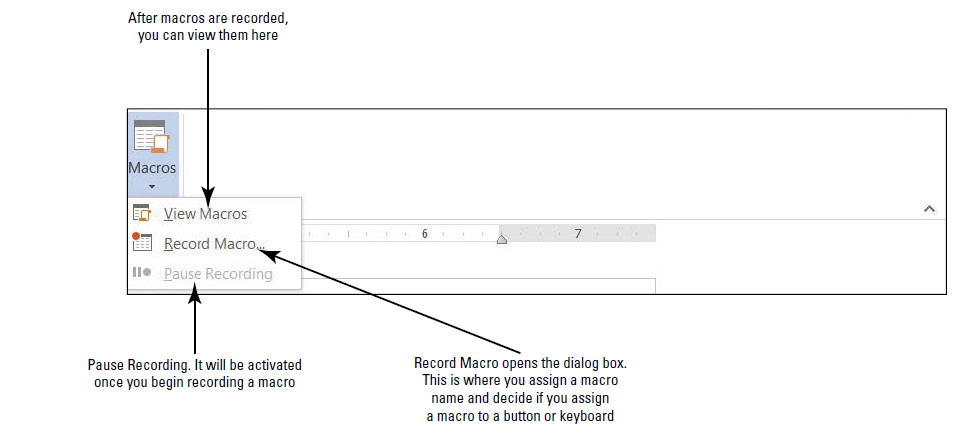 After macros are recorded,
you can view them here
Macros
View Macros
Record Macro...
Pause Recording
6
7
Pause Recording. It will be activated
once you begin recording a macro
Record Macro opens the dialog box.
This is where you assign a macro
name and decide if you assign
a macro to a button or keyboard